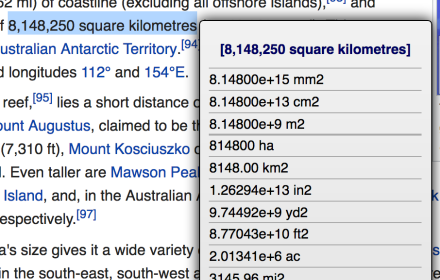 52 mi) of coastline (excluding all offshore islands), and
f 8,148,250 square kilometres
[8,148,250 square kilometres]
ustralian Antarctic Territory.[94
d longitudes 112° and 154°E.
8.14800e+15 mm2
8.14800e+13 cm2
reef,[95] lies a short distance
8.14800e+9 m2
ount Augustus, claimed to be
814800 ha
(7,310 ft), Mount Kosciuszko
8148.00 km2
. Even taller are Mawson Pea
1.26294e+13 in2
Island, and, in the Australian
9.74492e+9 yd2
espectively.[97]
8.77043e+10 ft2
a's size gives it a wide variety
2.01341e+6 ac
in the south-east, south-west a
3145.96 mi2